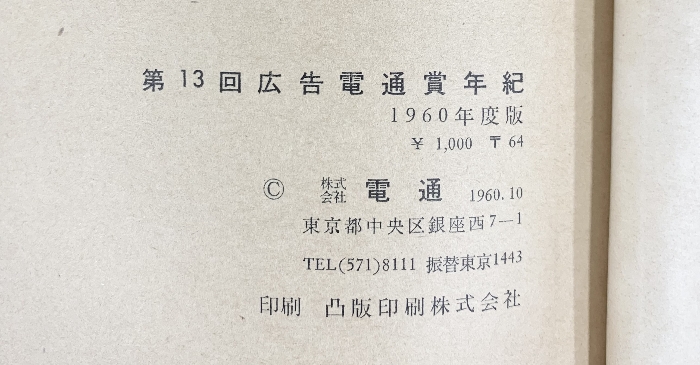 第13回広告電通賞年紀
1960年度版
¥ 1,000 〒64
© 株式会社 電通 1960.10
東京都中央区銀座西7―1
TEL(571)8111 振替東京1443
印刷 凸版印刷株式会社